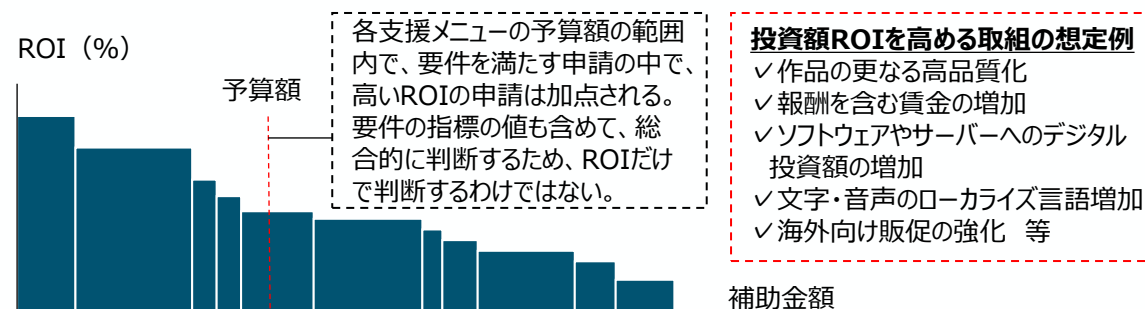 ROI（%）
予算額
各支援メニューの予算額の範囲
内で、要件を満たす申請の中で、
高いROIの申請は加点される。
要件の指標の値も含めて、総
合的に判断するため、ROIだけ
で判断するわけではない。
投資額ROIを高める取組の想定例
✓作品の更なる高品質化
✓報酬を含む賃金の増加
✓ソフトウェアやサーバーへのデジタル
投資額の増加
✓文字・音声のローカライズ言語増加
✓海外向け販促の強化　等
補助金額